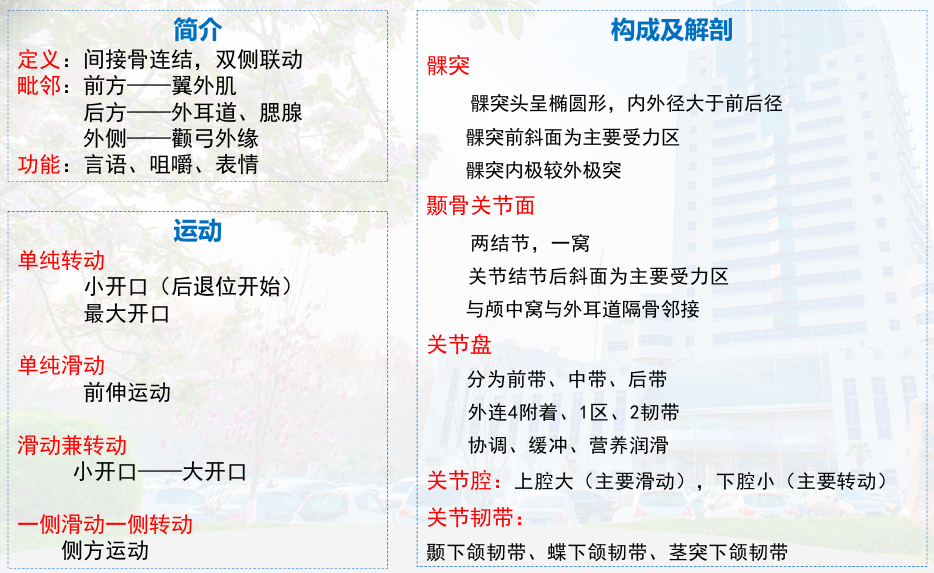 简介
定义：间接骨连结，双侧联动
毗邻：前方——翼外肌
后方——外耳道、腮腺
外侧——颧弓外缘
功能：言语、咀嚼、表情
运动
单纯转动
小开口（后退位开始）
最大开口
单纯滑动
前伸运动
滑动兼转动
小开口——大开口
一侧滑动一侧转动
侧方运动
构成及解剖
髁突
髁突头呈椭圆形，内外径大于前后径
髁突前斜面为主要受力区
髁突内极较外极突
颞骨关节面
两结节，一窝
关节结节后斜面为主要受力区
与颅中窝与外耳道隔骨邻接
关节盘
分为前带、中带、后带
外连4附着、1区、2韧带
协调、缓冲、营养润滑
关节腔：上腔大（主要滑动），下腔小（主要转动）
关节韧带：
颞下颌韧带、蝶下颌韧带、茎突下颌韧带